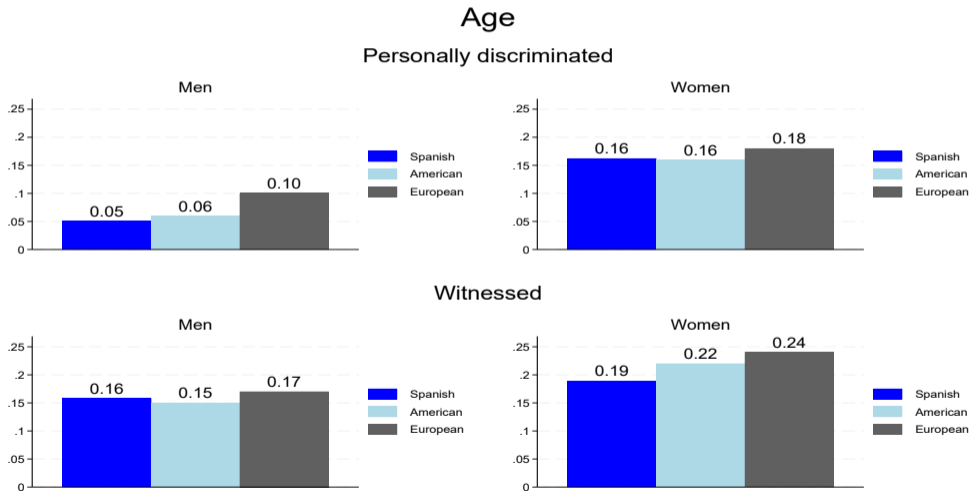 Age
Personally discriminated
Men
.25
.2
.15
.1
.05
0
0.05
0.06
0.10
Spanish
American
European
Women
.25
.2
.15
.1
.05
0
0.16
0.16
0.18
Spanish
American
European
Witnessed
Men
.25
.2
.15
.1
.05
0
0.16
0.15
0.17
Spanish
American
European
Women
.25
.2
.15
.1
.05
0
0.19
0.22
0.24
Spanish
American
European